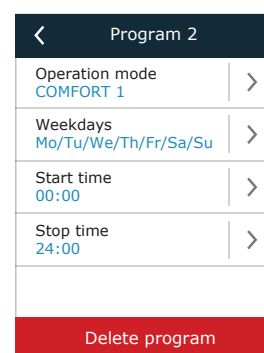 Program 2
Operation mode
COMFORT 1
Weekdays
Mo/Tu/We/Th/Fr/Sa/Su
Start time
00:00
Stop time
24:00
Delete program